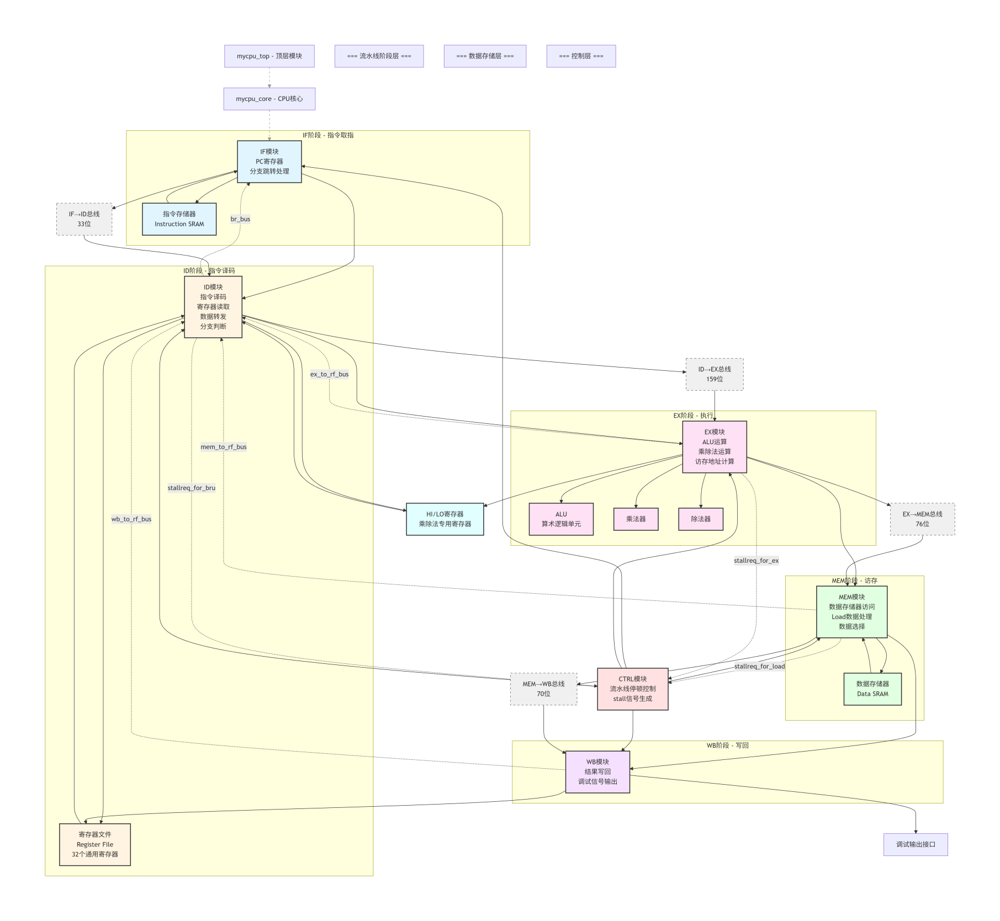 mycpu_top - 顶层模块
=== 流水线阶段层 ===
=== 数据存储层 ===
=== 控制层 ===
mycpu_core - CPU核心
IF阶段 - 指令取指
IF模块
PC寄存器
分支跳转处理
IF→ID总线
33位
指令存储器
Instruction SRAM
br_bus
ID阶段 - 指令译码
ID模块
指令译码
寄存器读取
数据转发
分支判断
ex_to_rf_bus
ID→EX总线
159位
EX阶段 - 执行
EX模块
ALU运算
乘除法运算
访存地址计算
mem_to_rf_bus
stallreq_for_bru
wb_to_rf_bus
HI/LO寄存器
乘除法专用寄存器
ALU
算术逻辑单元
乘法器
除法器
EX→MEM总线
76位
stallreq_for_ex
MEM阶段 - 访存
MEM模块
数据存储器访问
Load数据处理
数据选择
stallreq_for_load
MEM→WB总线
70位
CTRL模块
流水线停顿控制
stall信号生成
数据存储器
Data SRAM
WB阶段 - 写回
WB模块
结果写回
调试信号输出
寄存器文件
Register File
32个通用寄存器
调试输出接口